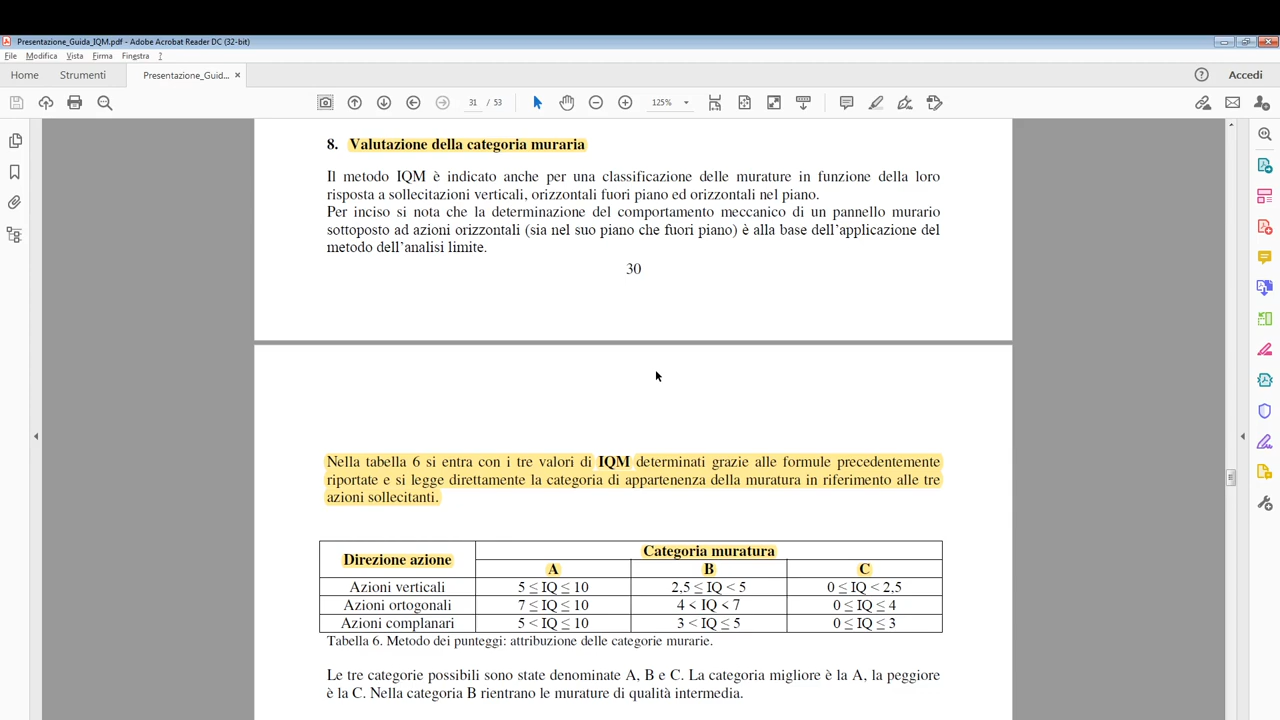 Presentazione_Guida_IQM.pdf - Adobe Acrobat Reader DC (32-bit)
File Modifica Vista Firma Finestra ?
Home Strumenti Presentazione_Guid... × Accedi
31 / 53 125%
8. Valutazione della categoria muraria
Il metodo IQM è indicato anche per una classificazione delle murature in funzione della loro
risposta a sollecitazioni verticali, orizzontali fuori piano ed orizzontali nel piano.
Per inciso si nota che la determinazione del comportamento meccanico di un pannello murario
sottoposto ad azioni orizzontali (sia nel suo piano che fuori piano) è alla base dell'applicazione del
metodo dell'analisi limite.
30
Nella tabella 6 si entra con i tre valori di IQM determinati grazie alle formule precedentemente
riportate e si legge direttamente la categoria di appartenenza della muratura in riferimento alle tre
azioni sollecitanti.
Direzione azione Categoria muratura
A B C
Azioni verticali 5 ≤ IQ ≤ 10 2,5 ≤ IQ < 5 0 ≤ IQ < 2,5
Azioni ortogonali 7 ≤ IQ ≤ 10 4 < IQ < 7 0 ≤ IQ ≤ 4
Azioni complanari 5 < IQ ≤ 10 3 < IQ ≤ 5 0 ≤ IQ ≤ 3
Tabella 6. Metodo dei punteggi: attribuzione delle categorie murarie.
Le tre categorie possibili sono state denominate A, B e C. La categoria migliore è la A, la peggiore
è la C. Nella categoria B rientrano le murature di qualità intermedia.